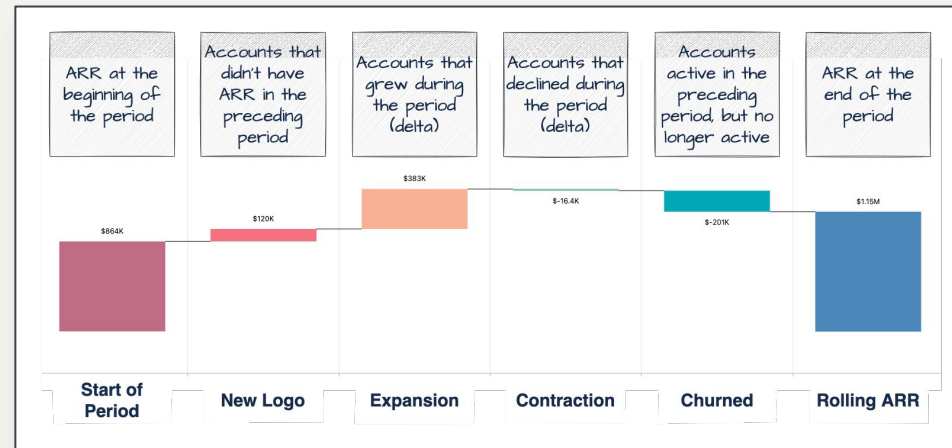 ARR at the
beginning of
the period
Accounts that
didn't have
ARR in the
preceding
period
Accounts that
grew during
the period
(delta)
Accounts that
declined during
the period
(delta)
Accounts
active in the
preceding
period, but no
longer active
ARR at the
end of the
period
$864K
$120K
$383K
$-16.4K
$-201K
$1.15M
Start of
Period
New Logo
Expansion
Contraction
Churned
Rolling ARR